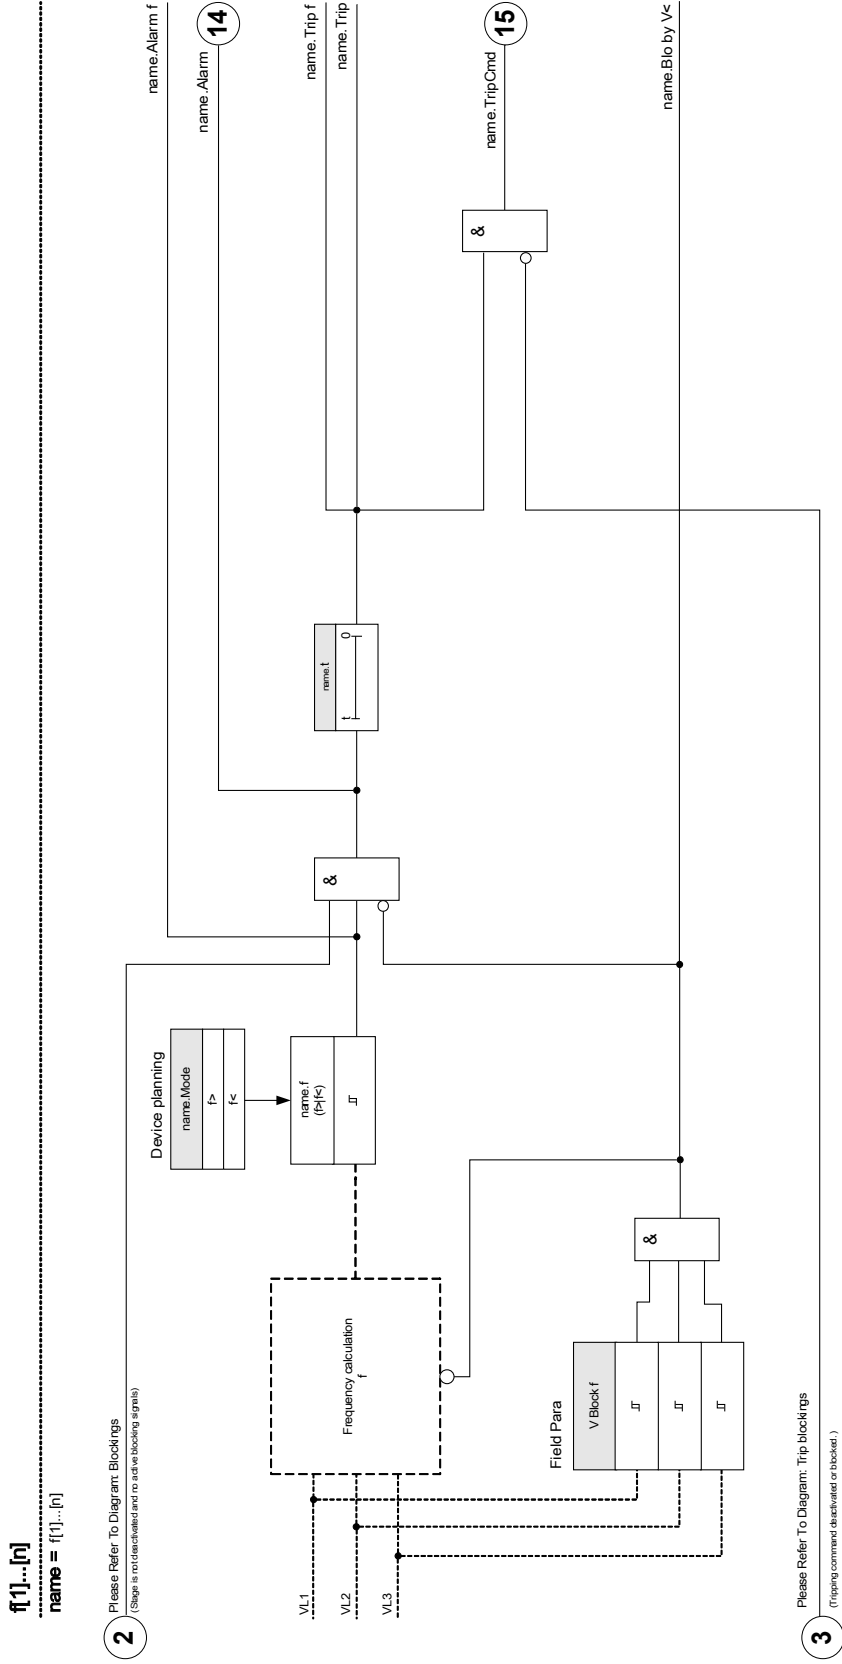 f[1]...[n]
name = f[1]...[n]
2
Please Refer To Diagram: Blockings
(Stage is not deactivated and no active blocking signals)
name.Alarm f
name.Alarm
14
Device planning
name.Mode
f>
f<
name.f
(f>|f<)
&
name.t
t
0
name.Trip f
name.Trip
&
name.TripCmd
15
VL1
VL2
VL3
Frequency calculation
f
Field Para
V Block f
&
name.Blo by V<
3
Please Refer To Diagram: Trip blockings
(Tripping command deactivated or blocked.)